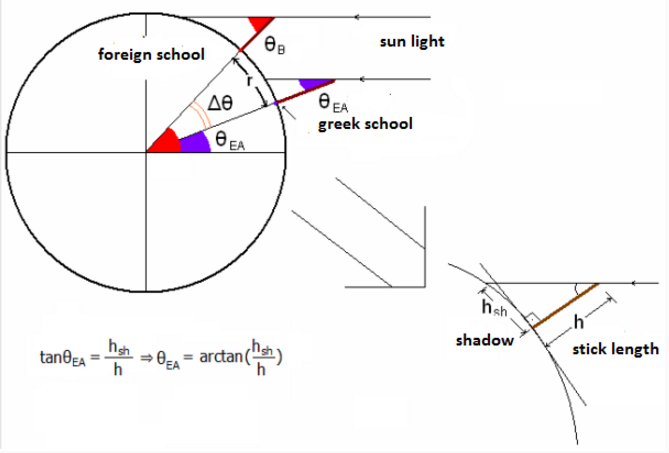 foreign school
θB
sun light
r
Δθ
θEA
θEA
greek school
hsh
h
shadow
stick length
tanθEA = hsh/h ⇒ θEA = arctan(hsh/h)